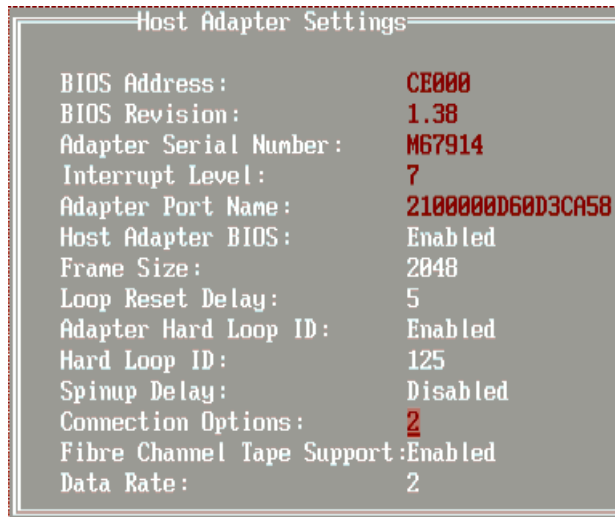 Host Adapter Settings
BIOS Address: CE000
BIOS Revision: 1.38
Adapter Serial Number: M67914
Interrupt Level: 7
Adapter Port Name: 2100000D60D3CA58
Host Adapter BIOS: Enabled
Frame Size: 2048
Loop Reset Delay: 5
Adapter Hard Loop ID: Enabled
Hard Loop ID: 125
Spinup Delay: Disabled
Connection Options: 2
Fibre Channel Tape Support:Enabled
Data Rate: 2